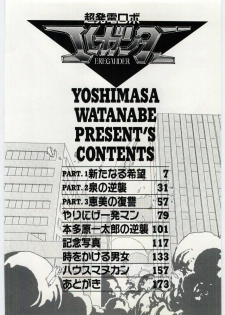 超発電ロボ
エレガンダー
EREGANDER
YOSHIMASA
WATANABE
PRESENT'S
CONTENTS
PART.1 新たなる希望 7
PART.2 泉の逆襲 31
PART.3 恵美の復讐 57
やりにげ一発マン 79
本多原一太郎の逆襲 101
記念写真 117
時をかける男女 133
ハウスマヌカン 157
あとがき 173